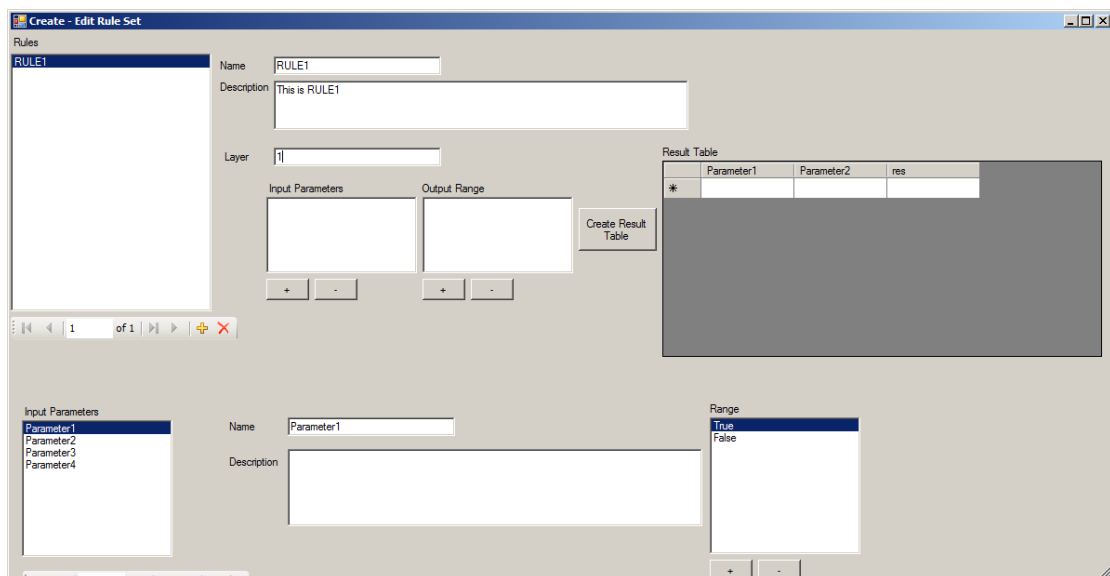 Create - Edit Rule Set
Rules
RULE1
Name
RULE1
Description
This is RULE1
Layer
1
Result Table
Parameter1
Parameter2
res
Input Parameters
Output Range
Create Result
Table
+
-
+
-
1
of 1
Input Parameters
Parameter1
Parameter2
Parameter3
Parameter4
Name
Parameter1
Description
Range
True
False
+
-